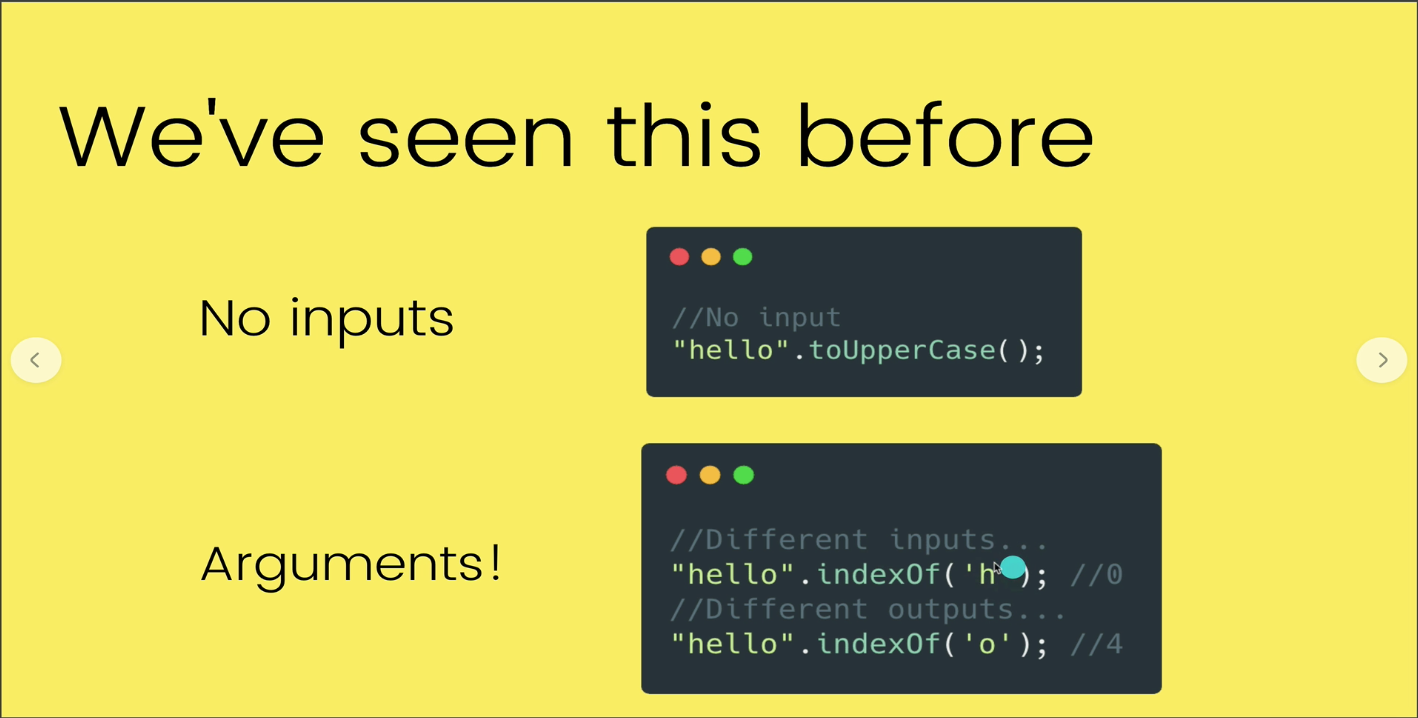 We've seen this before
No inputs
//No input
"hello".toUpperCase();
Arguments!
//Different inputs...
"hello".indexOf('h'); //0
//Different outputs...
"hello".indexOf('o'); //4